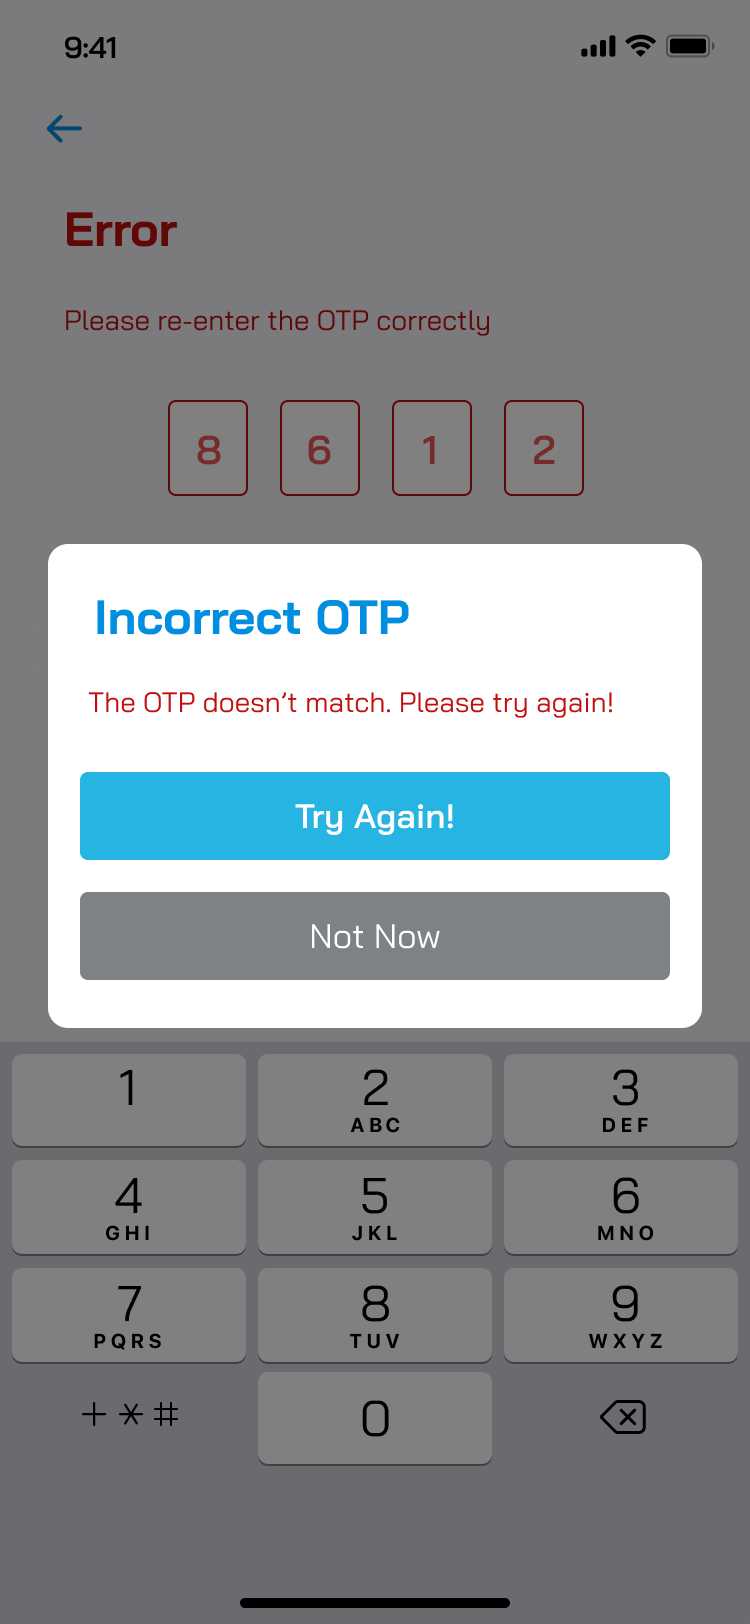 9:41
Error
Please re-enter the OTP correctly
8 6 1 2
Incorrect OTP
The OTP doesn’t match. Please try again!
Try Again!
Not Now
1 2 3
ABC DEF
4 5 6
GHI JKL MNO
7 8 9
PQRS TUV WXYZ
+ * # 0